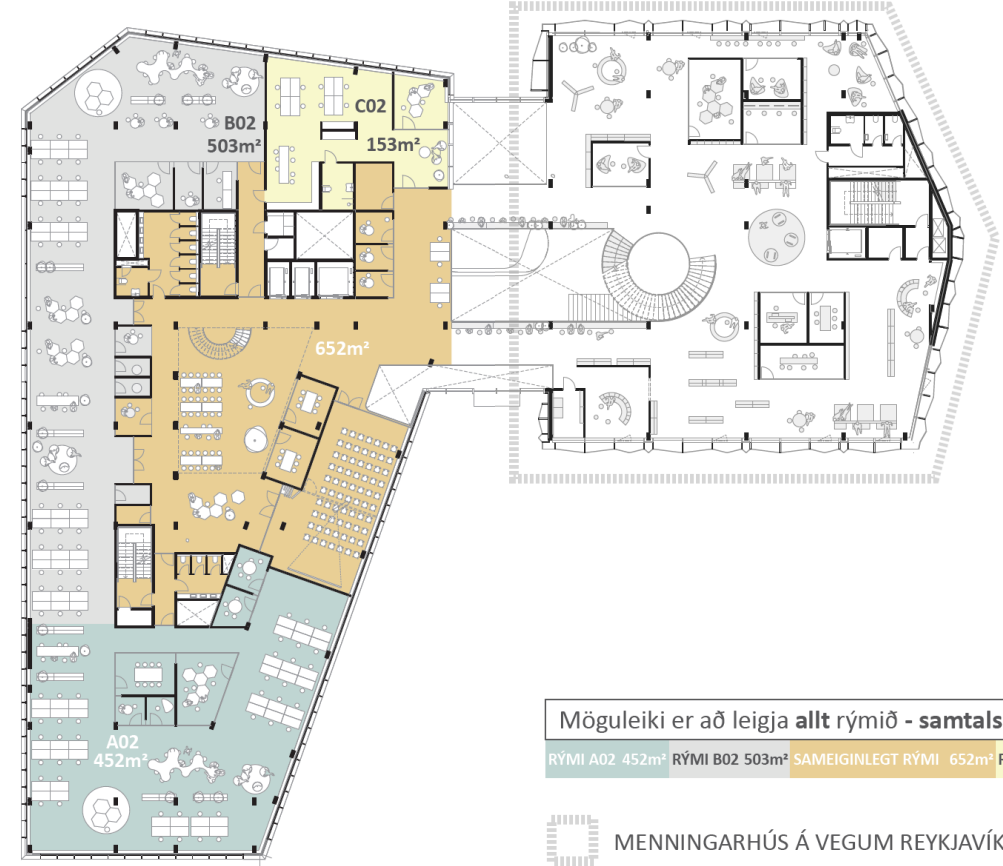 C02
153m²
B02
503m²
652m²
A02
452m²
Möguleiki er að leigja allt rýmið - samtals
RÝMI A02 452m² RÝMI B02 503m² SAMEIGINLEGT RÝMI 652m²
MENNINGARHÚS Á VEGUM REYKJAVÍK